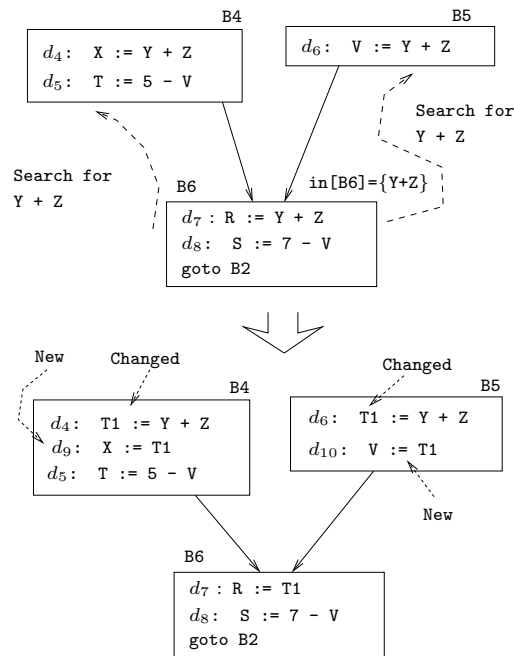 B4
d4: X := Y + Z
d5: T := 5 - V
B5
d6: V := Y + Z
Search for
Y + Z
Search for
Y + Z
B6
in[B6]={Y+Z}
d7 : R := Y + Z
d8: S := 7 - V
goto B2
New
Changed
B4
d4: T1 := Y + Z
d9: X := T1
d5: T := 5 - V
Changed
B5
d6: T1 := Y + Z
d10: V := T1
New
B6
d7 : R := T1
d8: S := 7 - V
goto B2